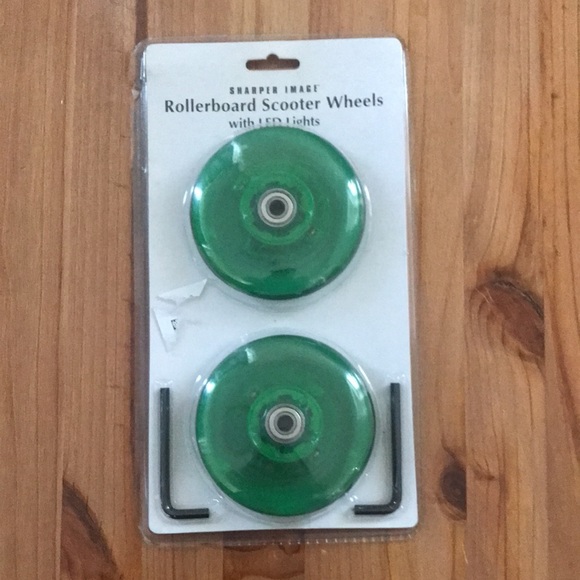 SHARPER IMAGE
Rollerboard Scooter Wheels
with LED Lights